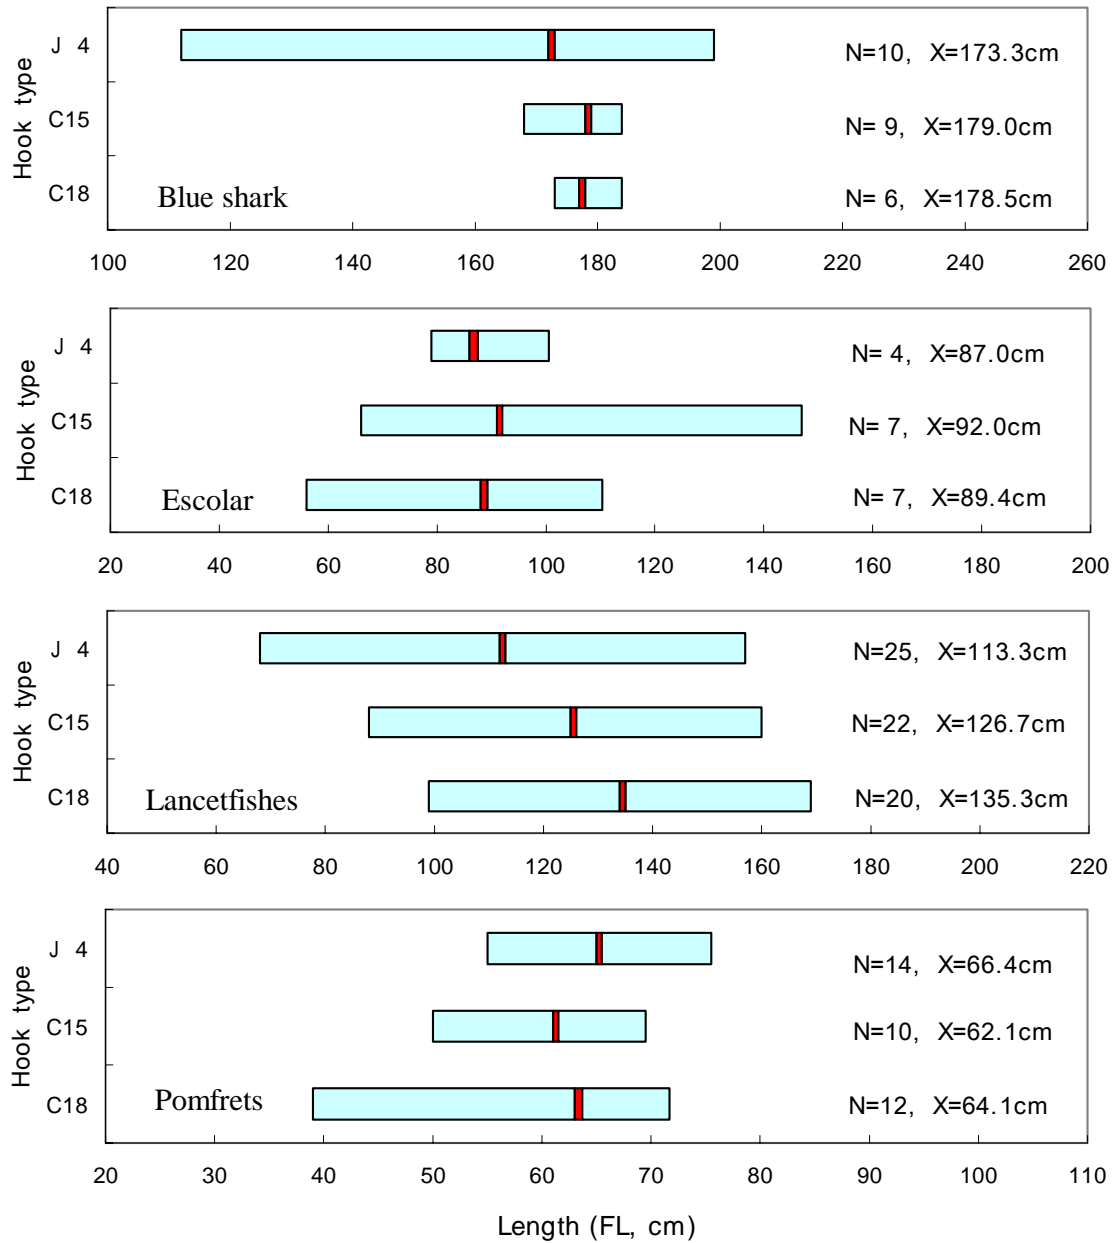 Hook type
J 4
N=10, X=173.3cm
C15
N= 9, X=179.0cm
C18
Blue shark
N= 6, X=178.5cm
100 120 140 160 180 200 220 240 260
Hook type
J 4
N= 4, X=87.0cm
C15
N= 7, X=92.0cm
C18
Escolar
N= 7, X=89.4cm
20 40 60 80 100 120 140 160 180 200
Hook type
J 4
N=25, X=113.3cm
C15
N=22, X=126.7cm
C18
Lancetfishes
N=20, X=135.3cm
40 60 80 100 120 140 160 180 200 220
Hook type
J 4
N=14, X=66.4cm
C15
N=10, X=62.1cm
C18
Pomfrets
N=12, X=64.1cm
20 30 40 50 60 70 80 90 100 110
Length (FL, cm)